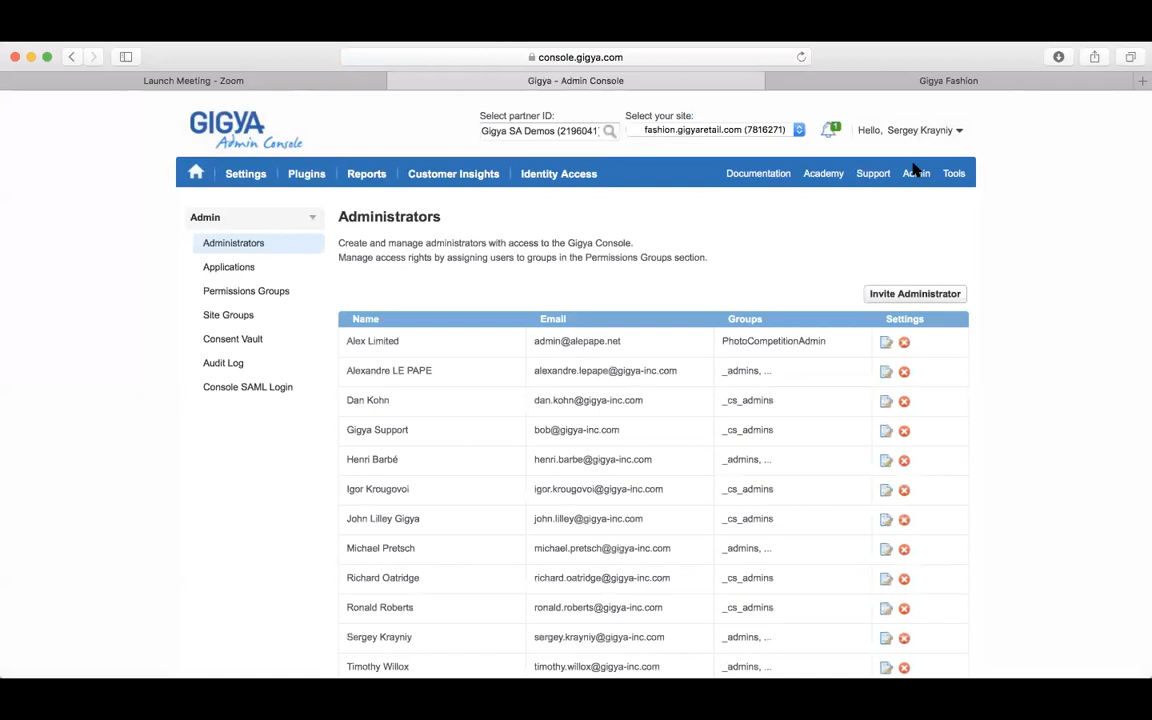 console.gigya.com
Launch Meeting - Zoom
Gigya - Admin Console
Gigya Fashion
GIGYA
Admin Console
Select partner ID:
Gigya SA Demos (2196041)
Select your site:
fashion.gigyaretail.com (7816271)
1
Hello, Sergey Krayniy
Settings
Plugins
Reports
Customer Insights
Identity Access
Documentation
Academy
Support
Admin
Tools
Admin
Administrators
Applications
Permissions Groups
Site Groups
Consent Vault
Audit Log
Console SAML Login
Administrators
Create and manage administrators with access to the Gigya Console.
Manage access rights by assigning users to groups in the Permissions Groups section.
Invite Administrator
Name Email Groups Settings
Alex Limited admin@alepape.net PhotoCompetitionAdmin
Alexandre LE PAPE alexandre.lepape@gigya-inc.com _admins, ...
Dan Kohn dan.kohn@gigya-inc.com _cs_admins
Gigya Support bob@gigya-inc.com _cs_admins
Henri Barbé henri.barbe@gigya-inc.com _admins, ...
Igor Krougovoi igor.krougovoi@gigya-inc.com _cs_admins
John Lilley Gigya john.lilley@gigya-inc.com _cs_admins
Michael Pretsch michael.pretsch@gigya-inc.com _admins, ...
Richard Oatridge richard.oatridge@gigya-inc.com _cs_admins
Ronald Roberts ronald.roberts@gigya-inc.com _cs_admins
Sergey Krayniy sergey.krayniy@gigya-inc.com _admins, ...
Timothy Willox timothy.willox@gigya-inc.com _admins, ...